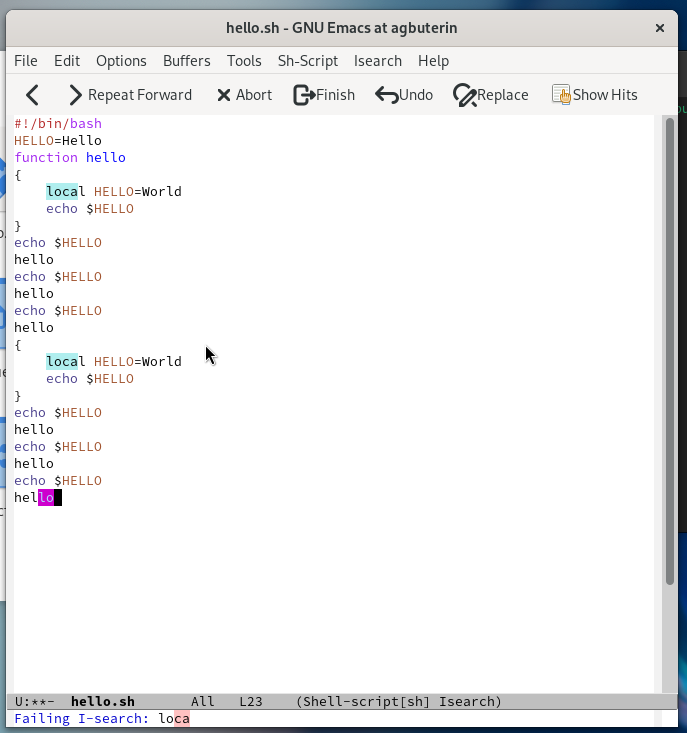 hello.sh - GNU Emacs at agbuterin ×
File Edit Options Buffers Tools Sh-Script Isearch Help
Repeat Forward Abort Finish Undo Replace Show Hits
#!/bin/bash
HELLO=Hello
function hello
{
    local HELLO=World
    echo $HELLO
}
echo $HELLO
hello
echo $HELLO
hello
echo $HELLO
hello
{
    local HELLO=World
    echo $HELLO
}
echo $HELLO
hello
echo $HELLO
hello
echo $HELLO
hello
U:**-  hello.sh       All   L23    (Shell-script[sh] Isearch)
Failing I-search: loca